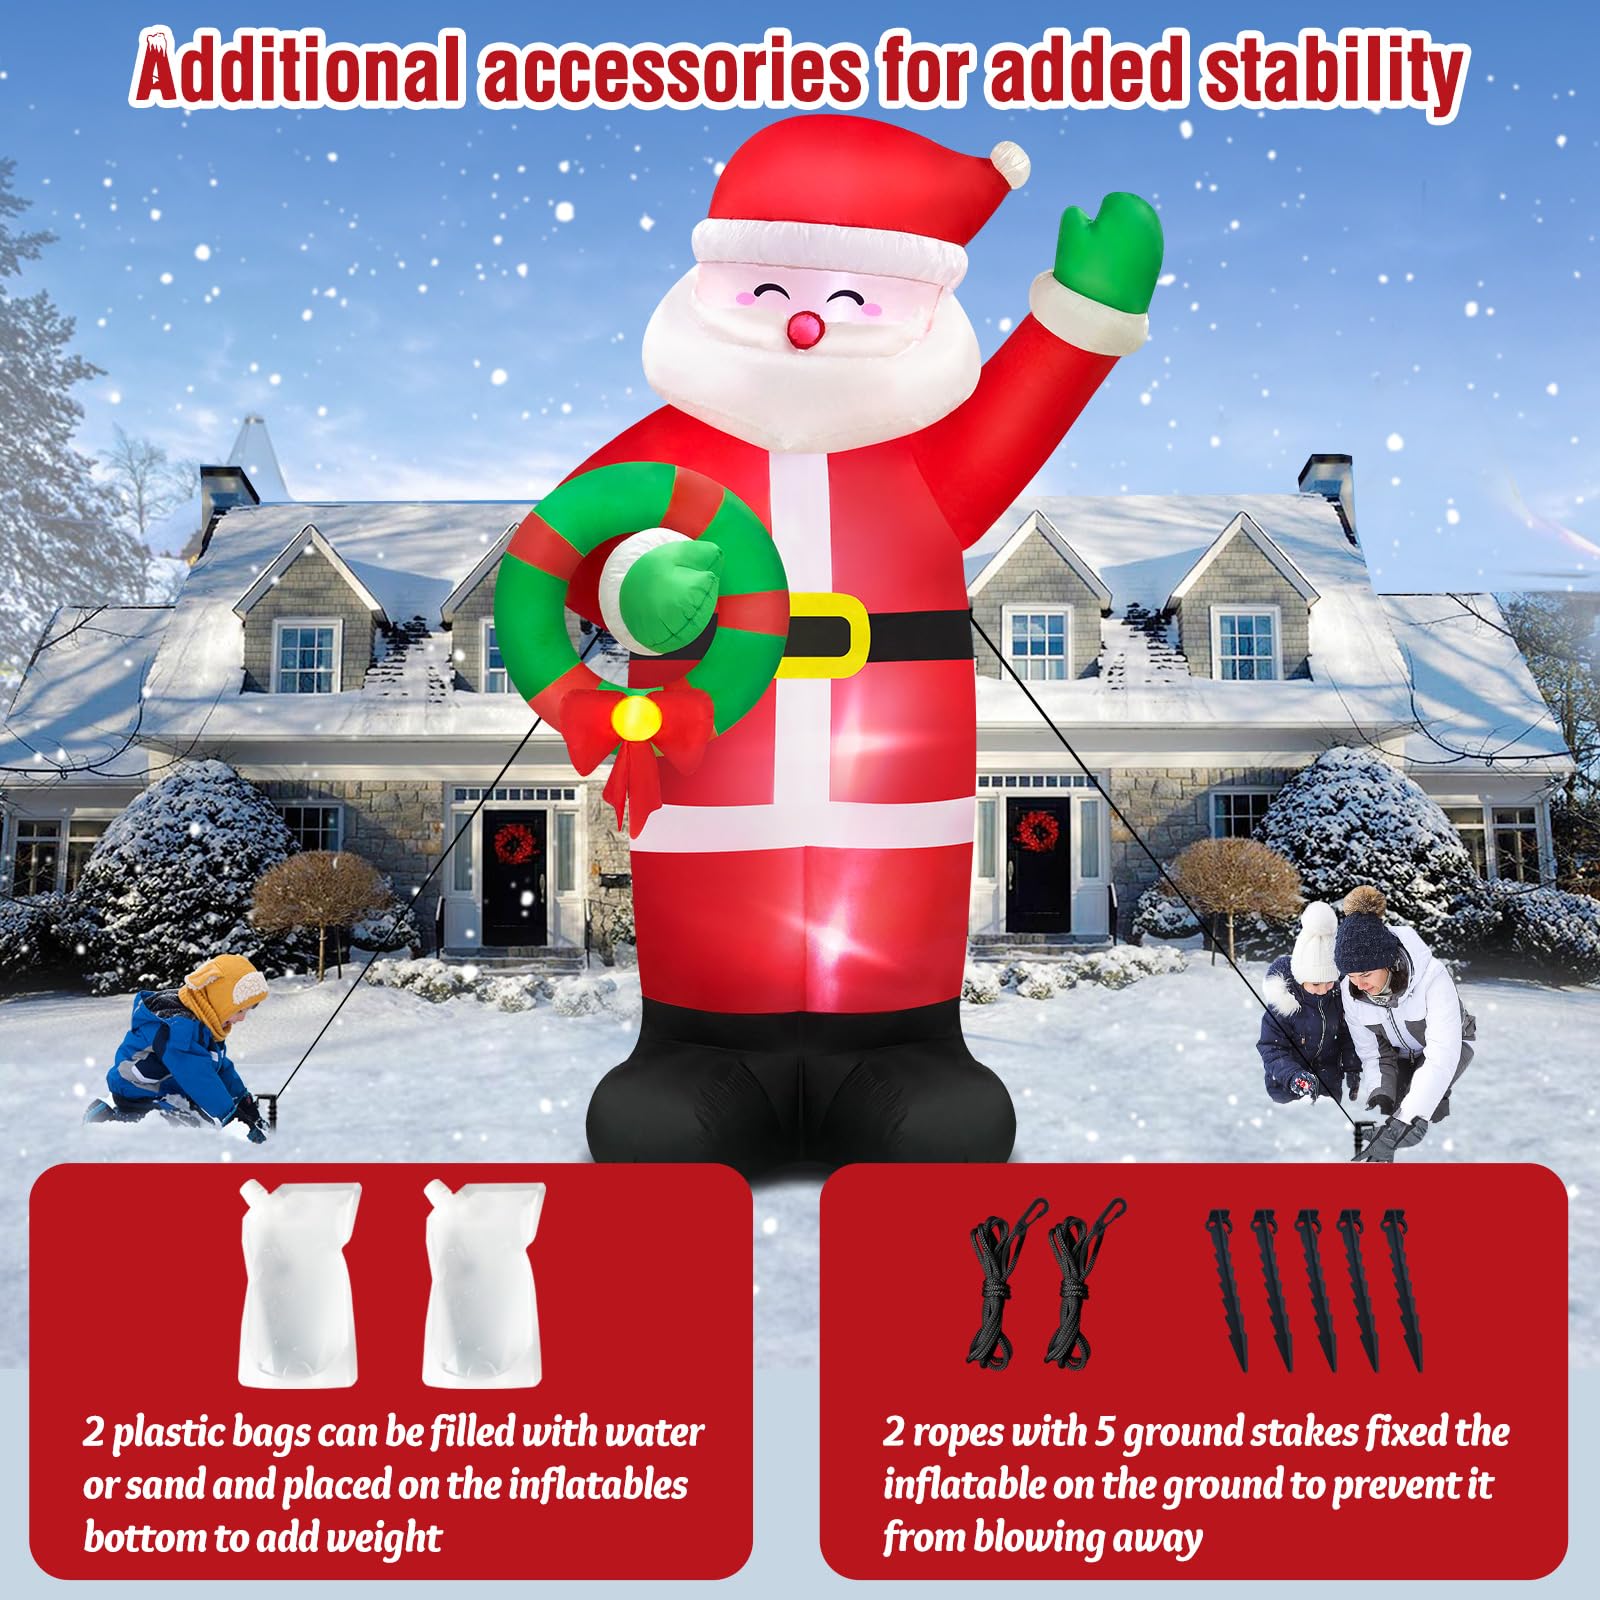 Additional accessories for added stability
2 plastic bags can be filled with water
or sand and placed on the inflatables
bottom to add weight
2 ropes with 5 ground stakes fixed the
inflatable on the ground to prevent it
from blowing away